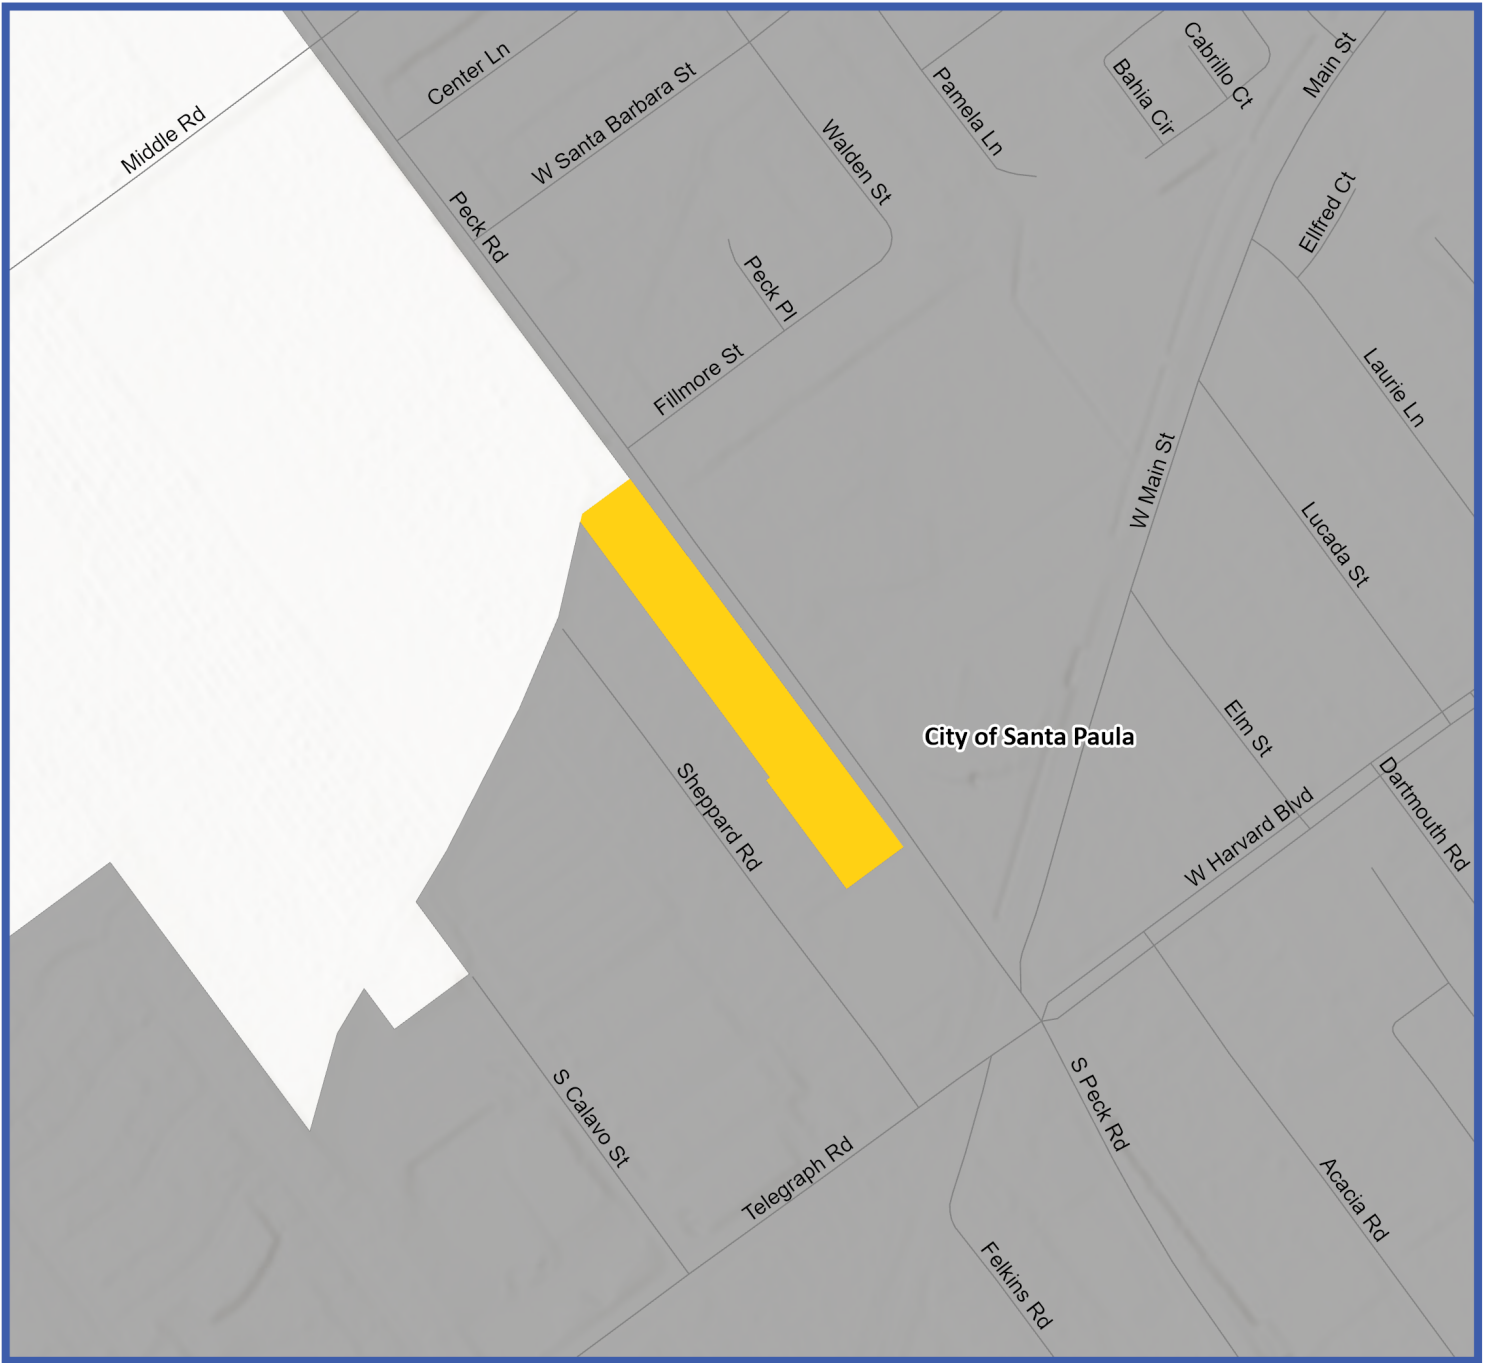 Center Ln
Cabrillo Ct
Main St
Middle Rd
W Santa Barbara St
Pamela Ln
Bahia Cir
Walden St
Peck Rd
Ellfred Ct
Peck Pl
Fillmore St
Laurie Ln
W Main St
Lucada St
City of Santa Paula
Elm St
Sheppard Rd
W Harvard Blvd
Dartmouth Rd
S Calavo St
S Peck Rd
Telegraph Rd
Acacia Rd
Felkins Rd